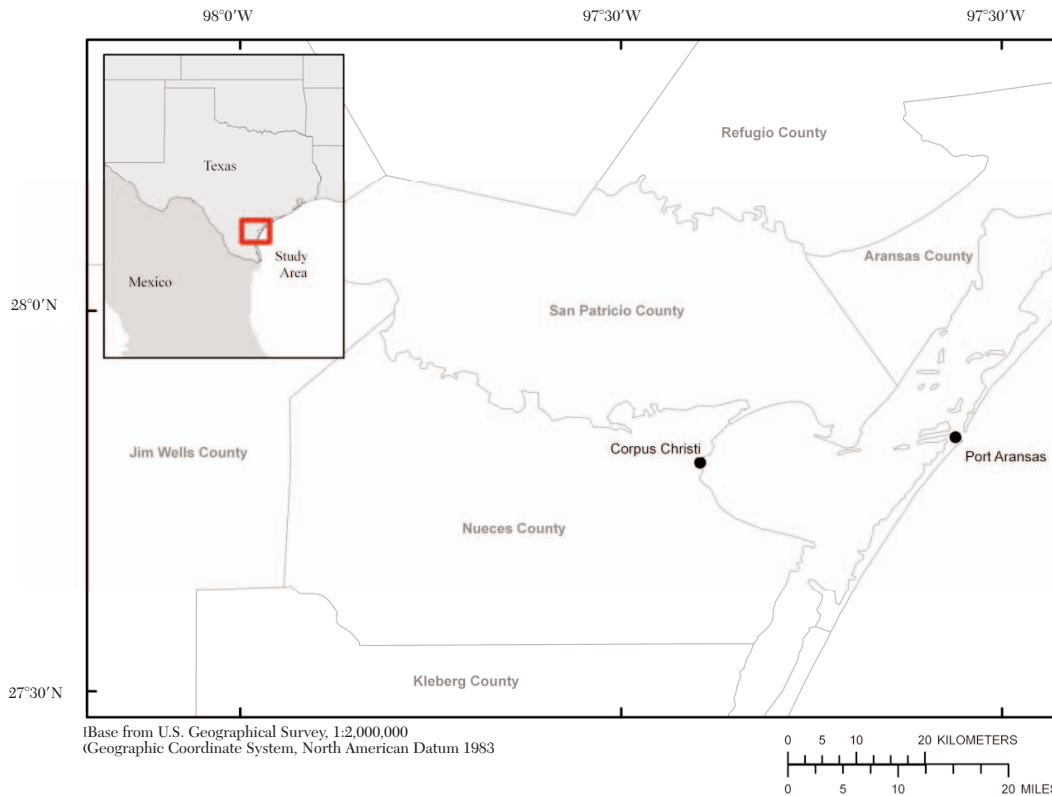 98°0′W
97°30′W
97°30′W
Refugio County
Texas
Aransas County
Study
Area
Mexico
28°0′N
San Patricio County
Jim Wells County
Corpus Christi
Port Aransas
Nueces County
Kleberg County
27°30′N
Base from U.S. Geographical Survey, 1:2,000,000
Geographic Coordinate System, North American Datum 1983
0 5 10 20 KILOMETERS
0 5 10 20 MILES